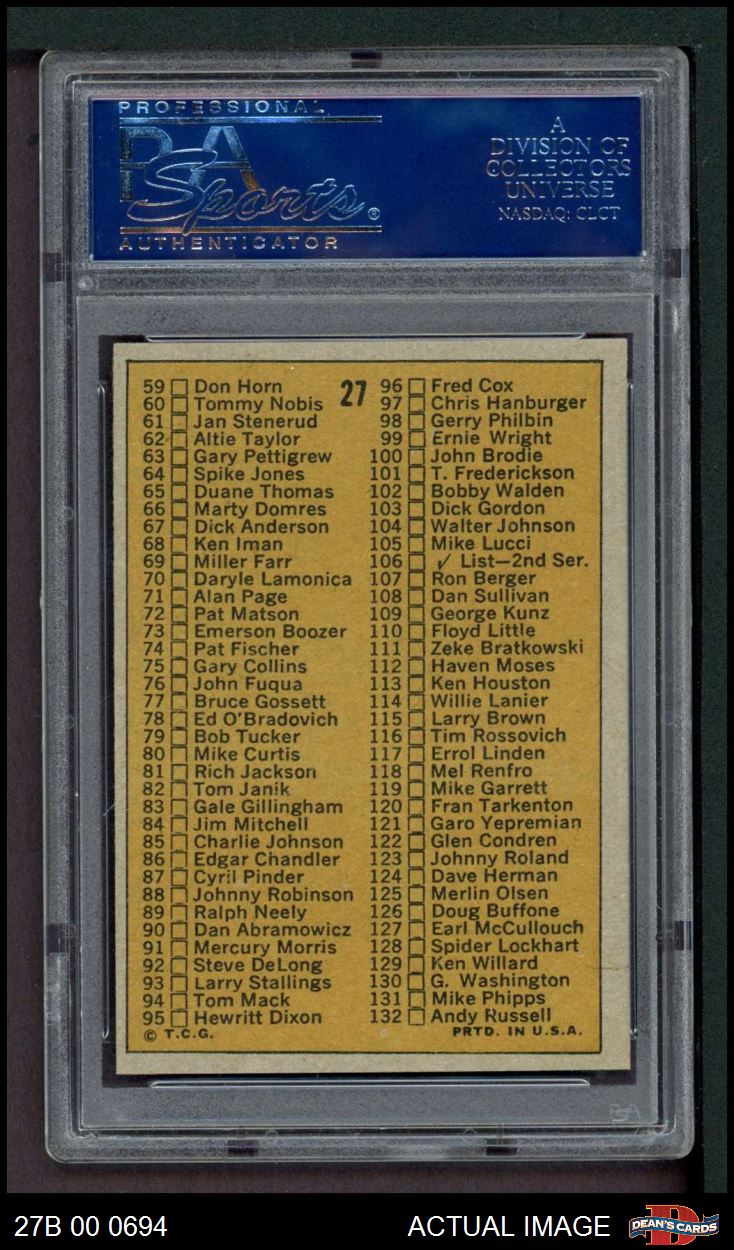 PROFESSIONAL
PSA
Sports®
AUTHENTICATOR
A
DIVISION OF
COLLECTORS
UNIVERSE
NASDAQ: CLCT
27
59 Don Horn
60 Tommy Nobis
61 Jan Stenerud
62 Altie Taylor
63 Gary Pettigrew
64 Spike Jones
65 Duane Thomas
66 Marty Domres
67 Dick Anderson
68 Ken Iman
69 Miller Farr
70 Daryle Lamonica
71 Alan Page
72 Pat Matson
73 Emerson Boozer
74 Pat Fischer
75 Gary Collins
76 John Fuqua
77 Bruce Gossett
78 Ed O'Bradovich
79 Bob Tucker
80 Mike Curtis
81 Rich Jackson
82 Tom Janik
83 Gale Gillingham
84 Jim Mitchell
85 Charlie Johnson
86 Edgar Chandler
87 Cyril Pinder
88 Johnny Robinson
89 Ralph Neely
90 Dan Abramowicz
91 Mercury Morris
92 Steve DeLong
93 Larry Stallings
94 Tom Mack
95 Hewritt Dixon
© T.C.G.
96 Fred Cox
97 Chris Hanburger
98 Gerry Philbin
99 Ernie Wright
100 John Brodie
101 T. Frederickson
102 Bobby Walden
103 Dick Gordon
104 Walter Johnson
105 Mike Lucci
106 ✓ List—2nd Ser.
107 Ron Berger
108 Dan Sullivan
109 George Kunz
110 Floyd Little
111 Zeke Bratkowski
112 Haven Moses
113 Ken Houston
114 Willie Lanier
115 Larry Brown
116 Tim Rossovich
117 Errol Linden
118 Mel Renfro
119 Mike Garrett
120 Fran Tarkenton
121 Garo Yepremian
122 Glen Condren
123 Johnny Roland
124 Dave Herman
125 Merlin Olsen
126 Doug Buffone
127 Earl McCullouch
128 Spider Lockhart
129 Ken Willard
130 G. Washington
131 Mike Phipps
132 Andy Russell
PRTD. IN U.S.A.
PSA
27B 00 0694
ACTUAL IMAGE
D
DEAN'S CARDS